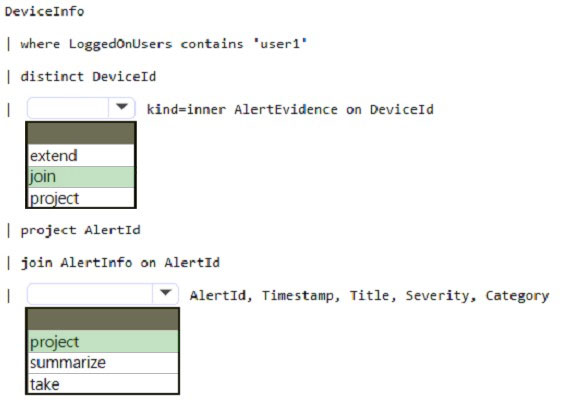 DeviceInfo
| where LoggedOnUsers contains 'user1'
| distinct DeviceId
| kind=inner AlertEvidence on DeviceId
extend
join
project
| project AlertId
| join AlertInfo on AlertId
| AlertId, Timestamp, Title, Severity, Category
project
summarize
take